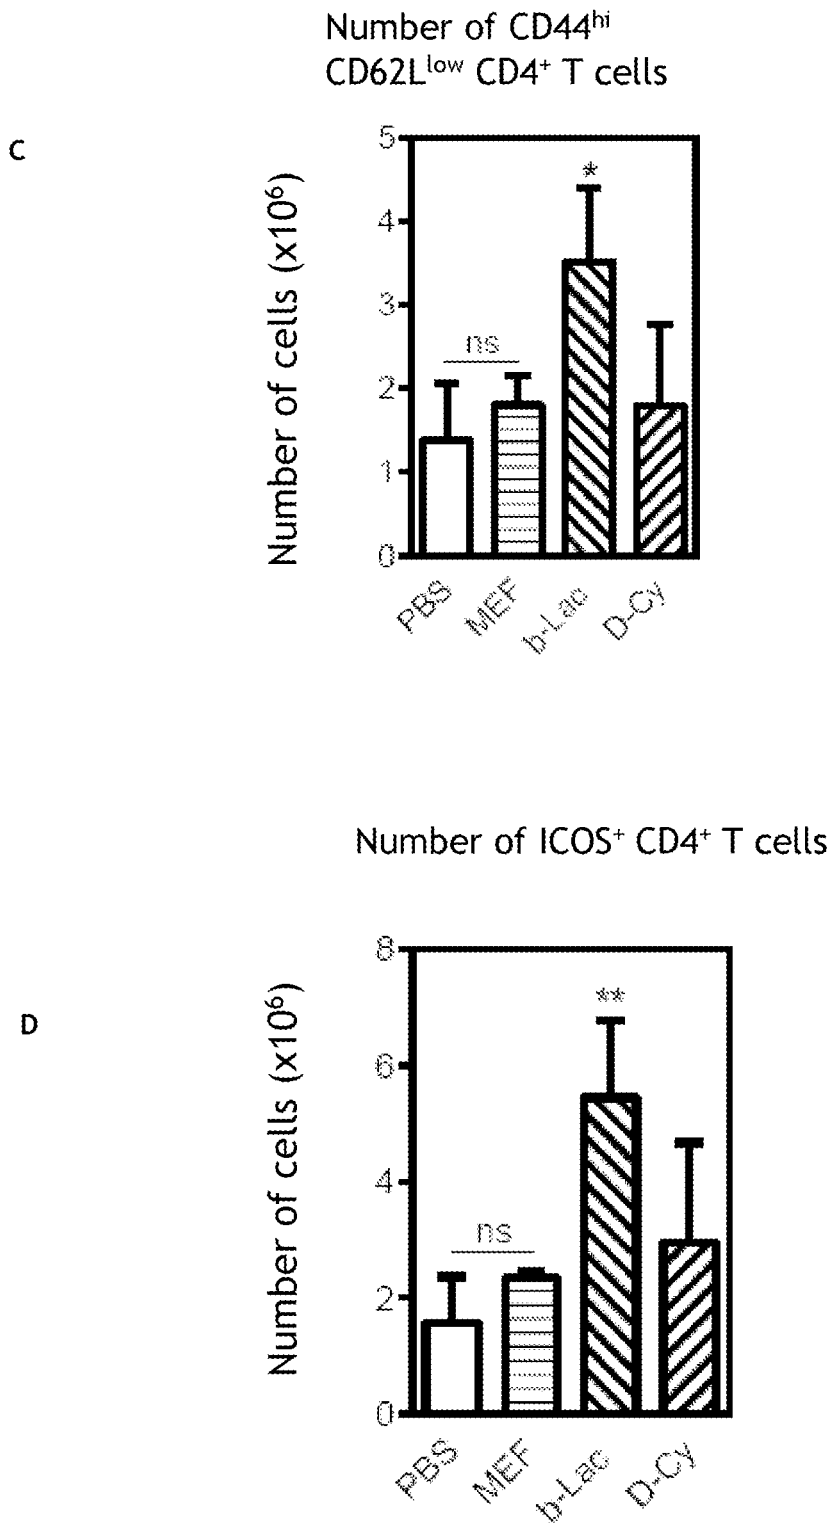 Number of CD44hi
CD62Llow CD4+ T cells
C
Number of cells (x106)
5
4
3
2
1
0
*
ns
PBS
MEF
b-Lac
D-Cy
Number of ICOS+ CD4+ T cells
D
Number of cells (x106)
8
6
4
2
0
**
ns
PBS
MEF
b-Lac
D-Cy